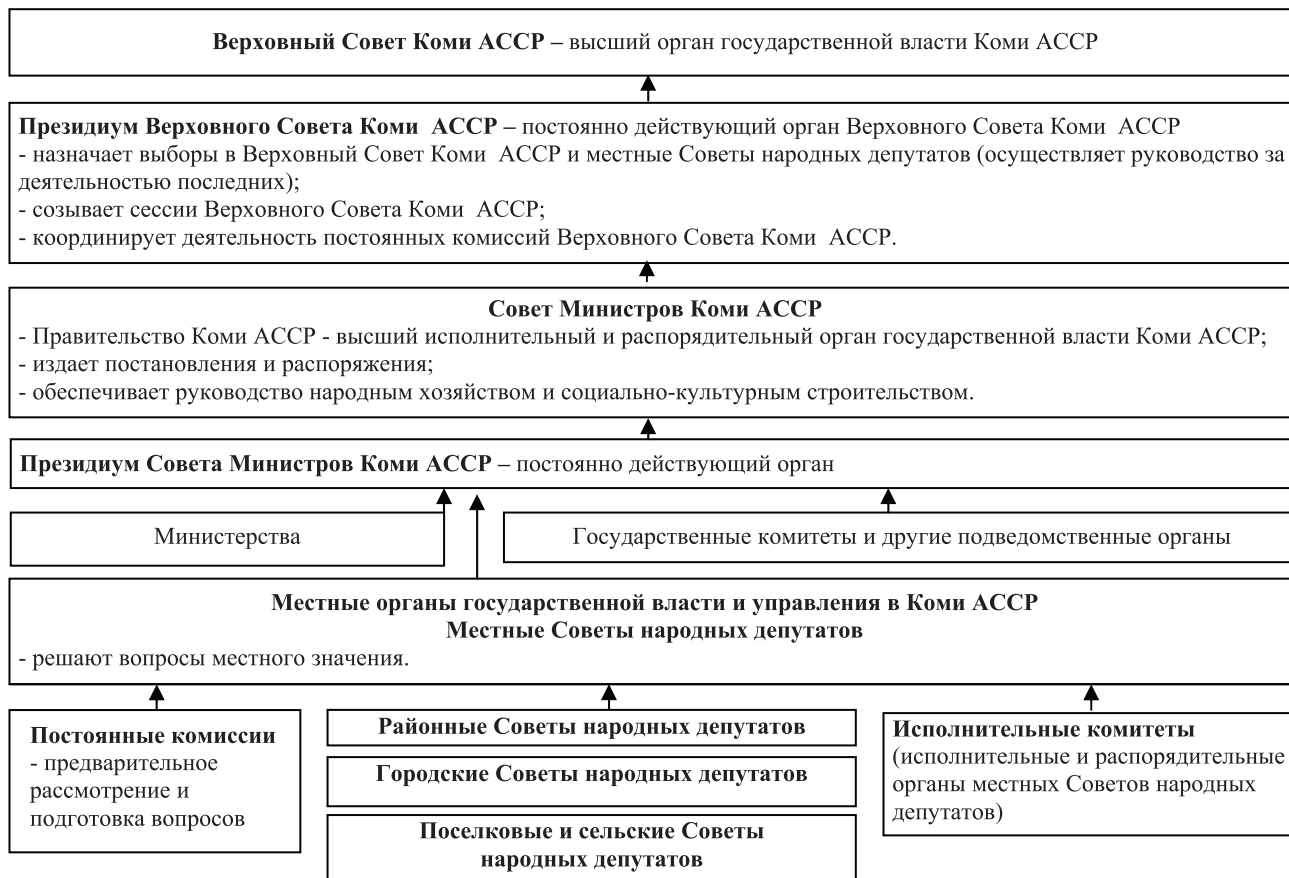 Верховный Совет Коми АССР – высший орган государственной власти Коми АССР
Президиум Верховного Совета Коми АССР – постоянно действующий орган Верховного Совета Коми АССР
- назначает выборы в Верховный Совет Коми АССР и местные Советы народных депутатов (осуществляет руководство за
деятельностью последних);
- созывает сессии Верховного Совета Коми АССР;
- координирует деятельность постоянных комиссий Верховного Совета Коми АССР.
Совет Министров Коми АССР
- Правительство Коми АССР - высший исполнительный и распорядительный орган государственной власти Коми АССР;
- издает постановления и распоряжения;
- обеспечивает руководство народным хозяйством и социально-культурным строительством.
Президиум Совета Министров Коми АССР – постоянно действующий орган
Министерства
Государственные комитеты и другие подведомственные органы
Местные органы государственной власти и управления в Коми АССР
Местные Советы народных депутатов
- решают вопросы местного значения.
Постоянные комиссии
- предварительное
рассмотрение и
подготовка вопросов
Районные Советы народных депутатов
Городские Советы народных депутатов
Поселковые и сельские Советы
народных депутатов
Исполнительные комитеты
(исполнительные и распорядительные
органы местных Советов народных
депутатов)